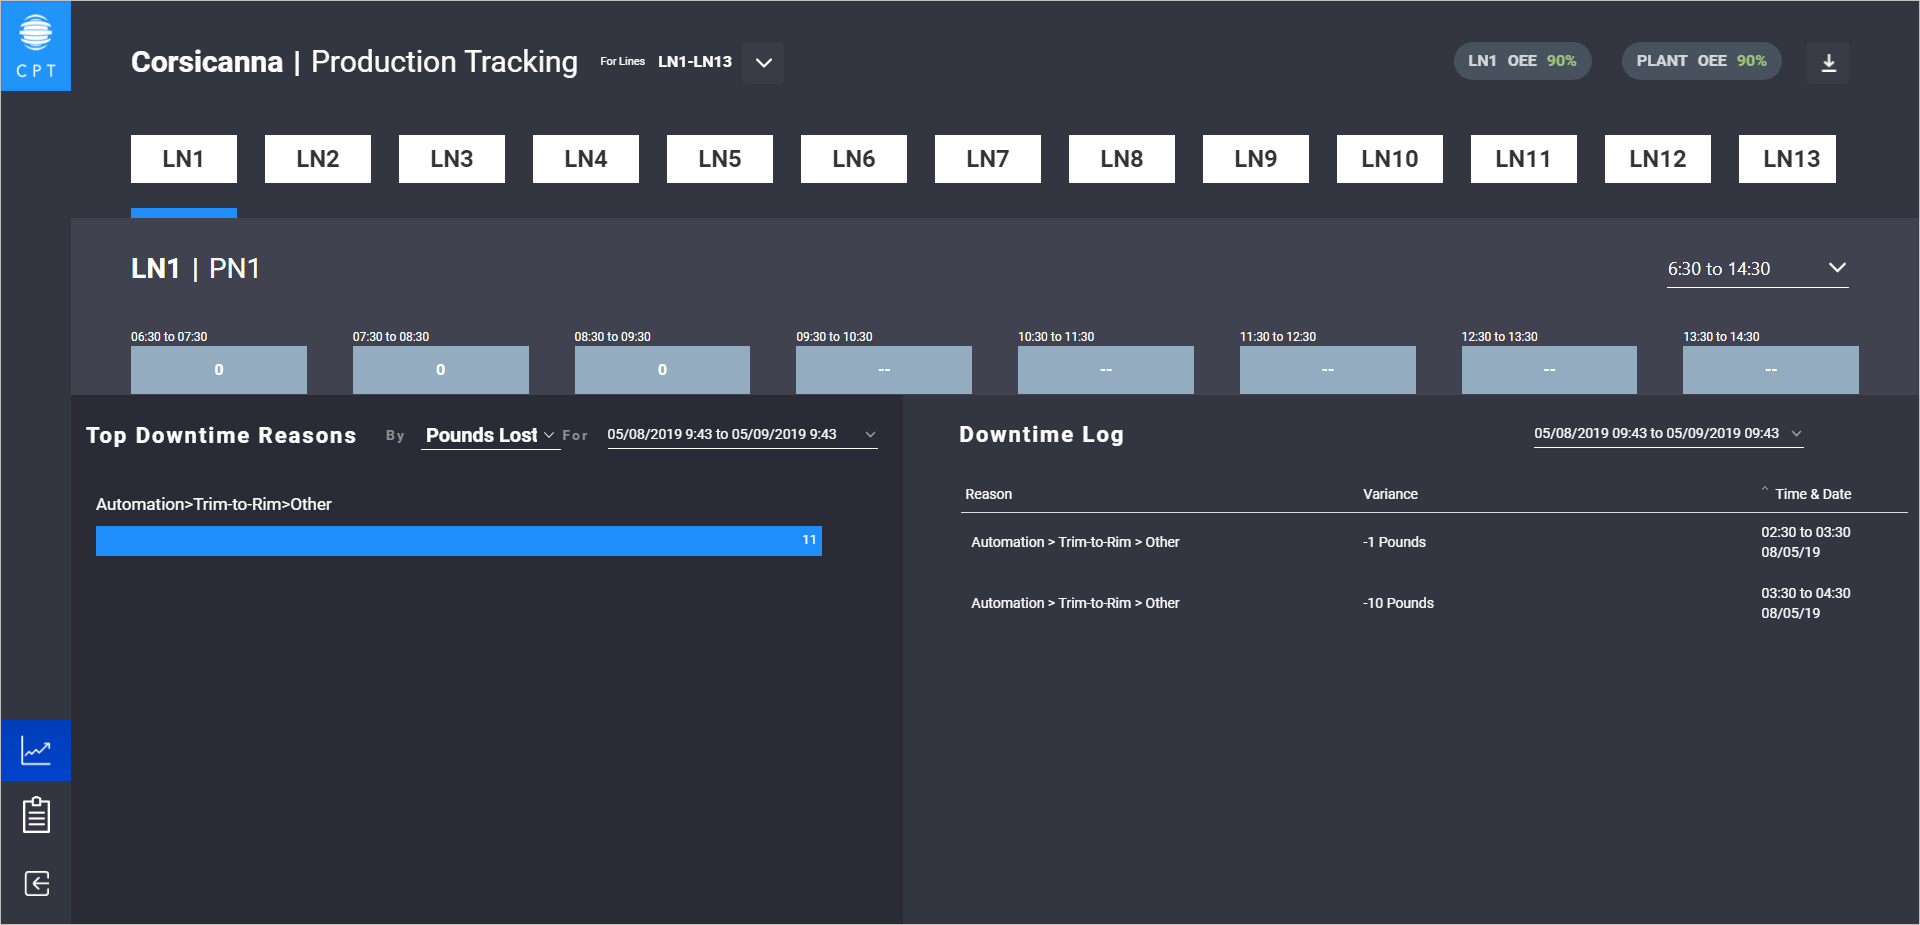 CPT
Corsicanna | Production Tracking For Lines LN1-LN13
LN1 OEE 90%
PLANT OEE 90%
LN1 LN2 LN3 LN4 LN5 LN6 LN7 LN8 LN9 LN10 LN11 LN12 LN13
LN1 | PN1
6:30 to 14:30
06:30 to 07:30 07:30 to 08:30 08:30 to 09:30 09:30 to 10:30 10:30 to 11:30 11:30 to 12:30 12:30 to 13:30 13:30 to 14:30
0 0 0 -- -- -- -- --
Top Downtime Reasons By Pounds Lost For 05/08/2019 9:43 to 05/09/2019 9:43
Automation>Trim-to-Rim>Other
11
Downtime Log 05/08/2019 09:43 to 05/09/2019 09:43
Reason Variance Time & Date
Automation > Trim-to-Rim > Other -1 Pounds 02:30 to 03:30
08/05/19
Automation > Trim-to-Rim > Other -10 Pounds 03:30 to 04:30
08/05/19